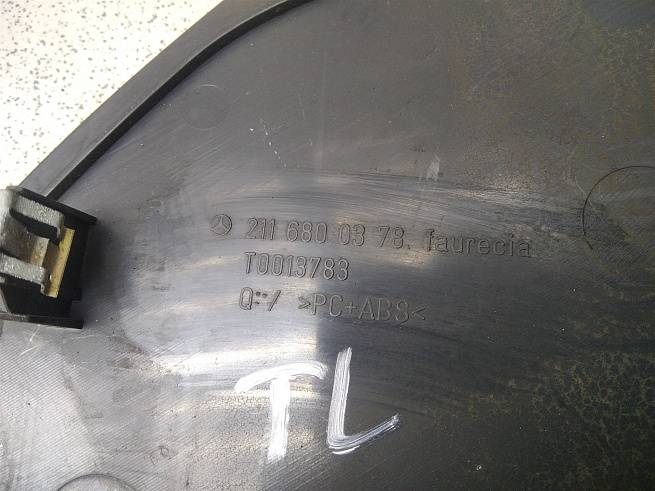 211 680 03 78. faurecia
T0013783
Q::/ >PC+ABS<
TL